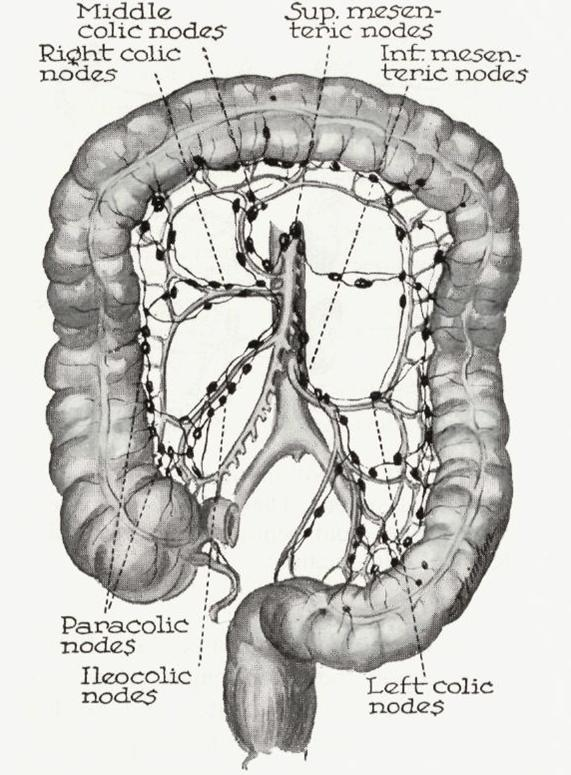 Middle
colic nodes
Right colic
nodes
Sup. mesen-
teric nodes
Inf. mesen-
teric nodes
Paracolic
nodes
Ileocolic
nodes
Left colic
nodes